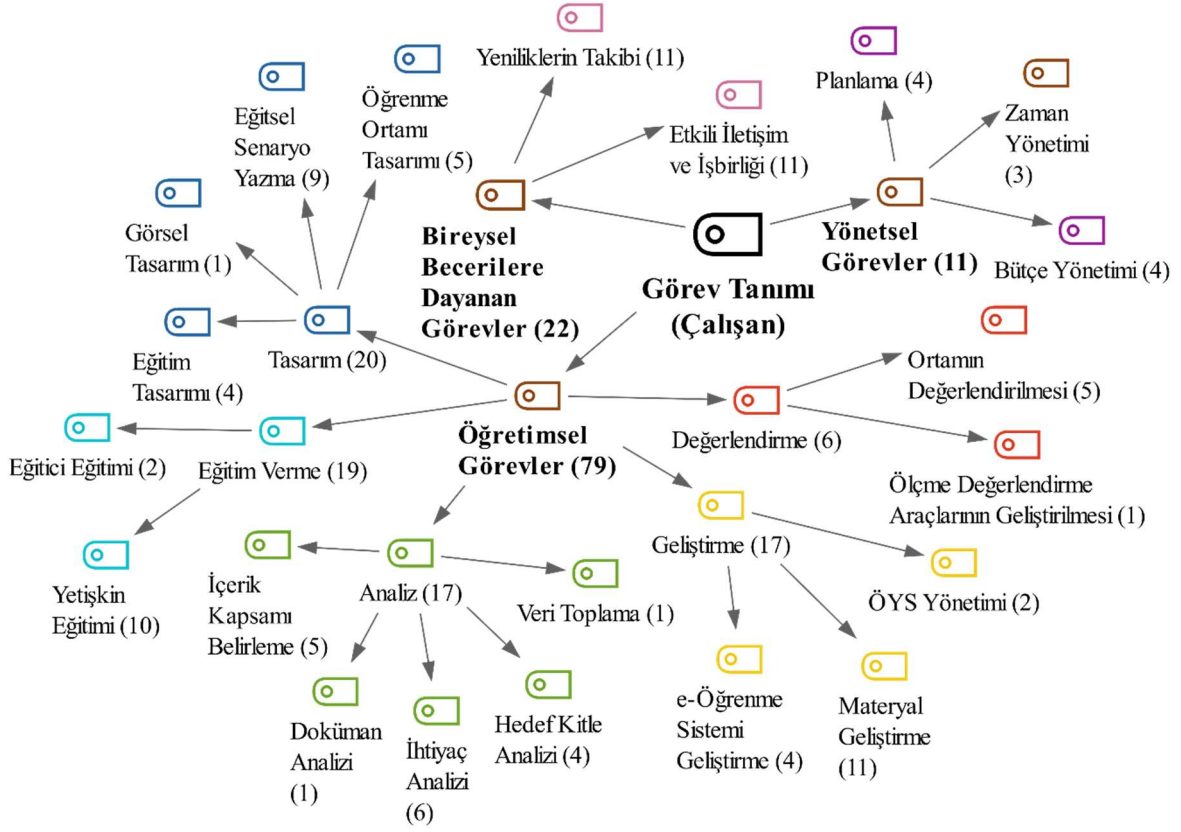 Yeniliklerin Takibi (11)
Planlama (4)
Zaman
Yönetimi
(3)
Öğrenme
Ortamı
Tasarımı (5)
Eğitsel
Senaryo
Yazma (9)
Etkili İletişim
ve İşbirliği (11)
Görsel
Tasarım (1)
Bireysel
Becerilere
Dayanan
Görevler (22)
Yönetsel
Görevler (11)
Bütçe Yönetimi (4)
Görev Tanımı
(Çalışan)
Eğitim
Tasarımı (4)
Tasarım (20)
Ortamın
Değerlendirilmesi (5)
Eğitici Eğitimi (2)
Eğitim Verme (19)
Öğretimsel
Görevler (79)
Değerlendirme (6)
Ölçme Değerlendirme
Araçlarının Geliştirilmesi (1)
Geliştirme (17)
Yetişkin
Eğitimi (10)
İçerik
Kapsamı
Belirleme (5)
Analiz (17)
Veri Toplama (1)
ÖYS Yönetimi (2)
Doküman
Analizi
(1)
İhtiyaç
Analizi
(6)
Hedef Kitle
Analizi (4)
e-Öğrenme
Sistemi
Geliştirme (4)
Materyal
Geliştirme
(11)